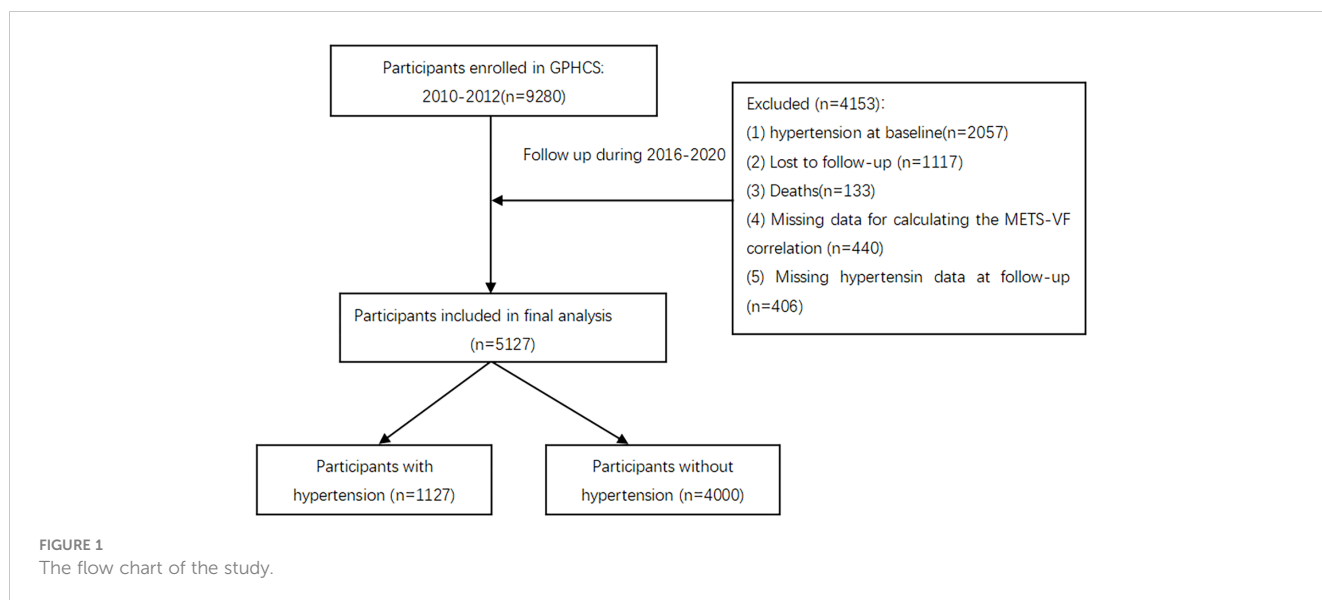 Participants enrolled in GPHCS:
2010-2012(n=9280)
Follow up during 2016-2020
Excluded (n=4153):
(1) hypertension at baseline(n=2057)
(2) Lost to follow-up (n=1117)
(3) Deaths(n=133)
(4) Missing data for calculating the METS-VF
correlation (n=440)
(5) Missing hypertensin data at follow-up
(n=406)
Participants included in final analysis
(n=5127)
Participants with
hypertension (n=1127)
Participants without
hypertension (n=4000)
FIGURE 1
The flow chart of the study.